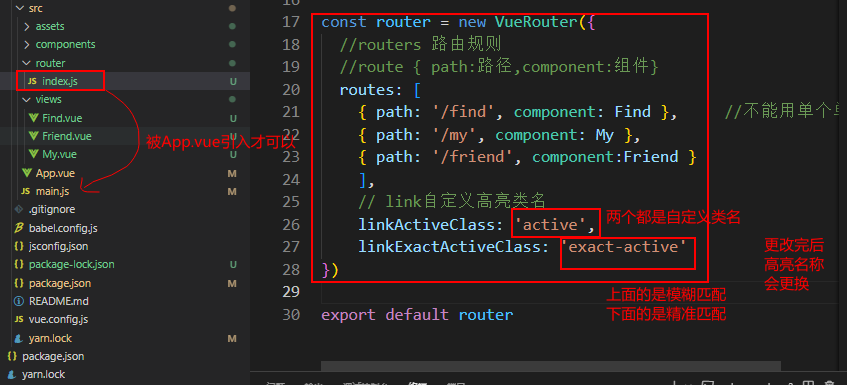 src
assets
components
router
JS index.js U
views
Find.vue U
Friend.vue U
My.vue U
App.vue M
JS main.js M
.gitignore
babel.config.js
jsconfig.json
package-lock.json U
package.json M
README.md
vue.config.js
yarn.lock M
package.json
yarn.lock
被App.vue引入才可以
17 const router = new VueRouter({
18 //routers 路由规则
19 //route { path:路径,component:组件}
20 routes: [
21 { path: '/find', component: Find }, //不能用单个单
22 { path: '/my', component: My },
23 { path: '/friend', component:Friend }
24 ],
25 // link自定义高亮类名
26 linkActiveClass: 'active',
两个都是自定义类名
27 linkExactActiveClass: 'exact-active'
28 })
更改完后
高亮名称
会更换
29
上面的是模糊匹配
下面的是精准匹配
30 export default router